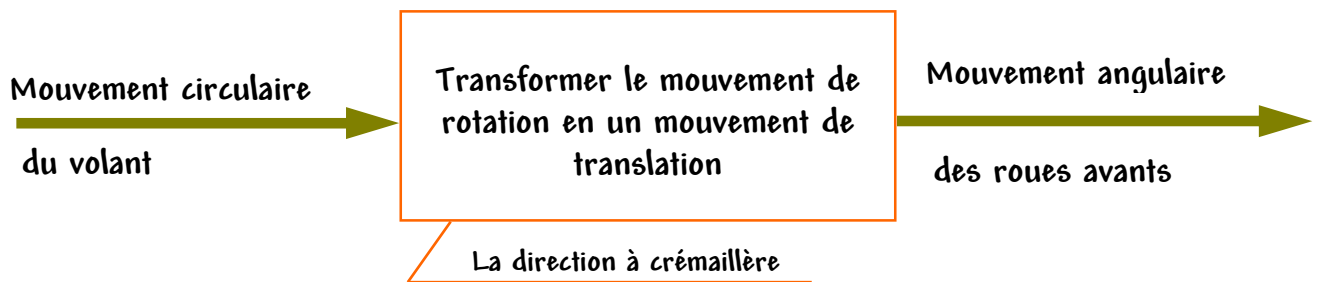 Mouvement circulaire
du volant
Transformer le mouvement de
rotation en un mouvement de
translation
Mouvement angulaire
des roues avants
La direction à crémaillère